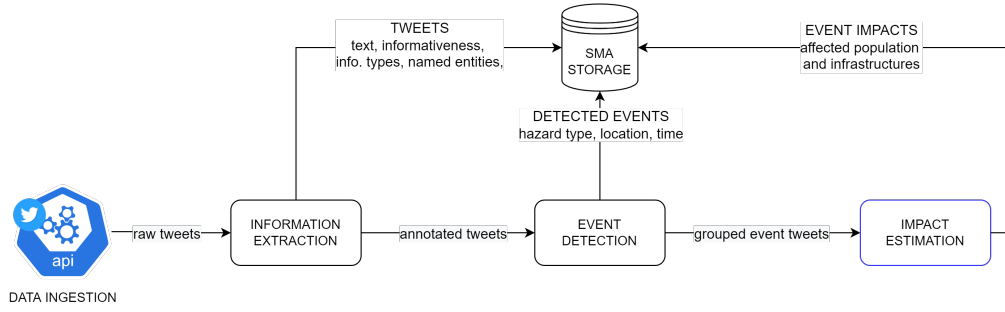 TWEETS
text, informativeness,
info. types, named entities,
SMA
STORAGE
EVENT IMPACTS
affected population
and infrastructures
DETECTED EVENTS
hazard type, location, time
api
DATA INGESTION
raw tweets
INFORMATION
EXTRACTION
annotated tweets
EVENT
DETECTION
grouped event tweets
IMPACT
ESTIMATION